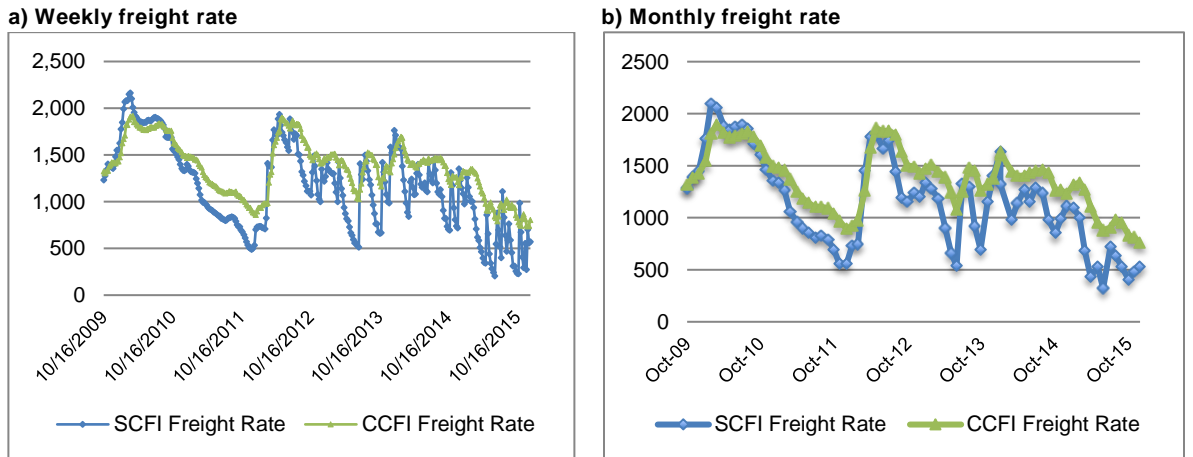 a) Weekly freight rate
2,500
2,000
1,500
1,000
500
0
10/16/2009
10/16/2010
10/16/2011
10/16/2012
10/16/2013
10/16/2014
10/16/2015
SCFI Freight Rate
CCFI Freight Rate
b) Monthly freight rate
2500
2000
1500
1000
500
0
Oct-09
Oct-10
Oct-11
Oct-12
Oct-13
Oct-14
Oct-15
SCFI Freight Rate
CCFI Freight Rate